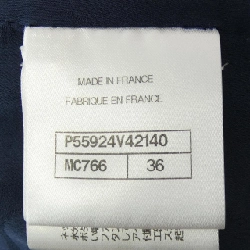 MADE IN FRANCE
FABRIQUE EN FRANCE
P55924V42140
MC766 36